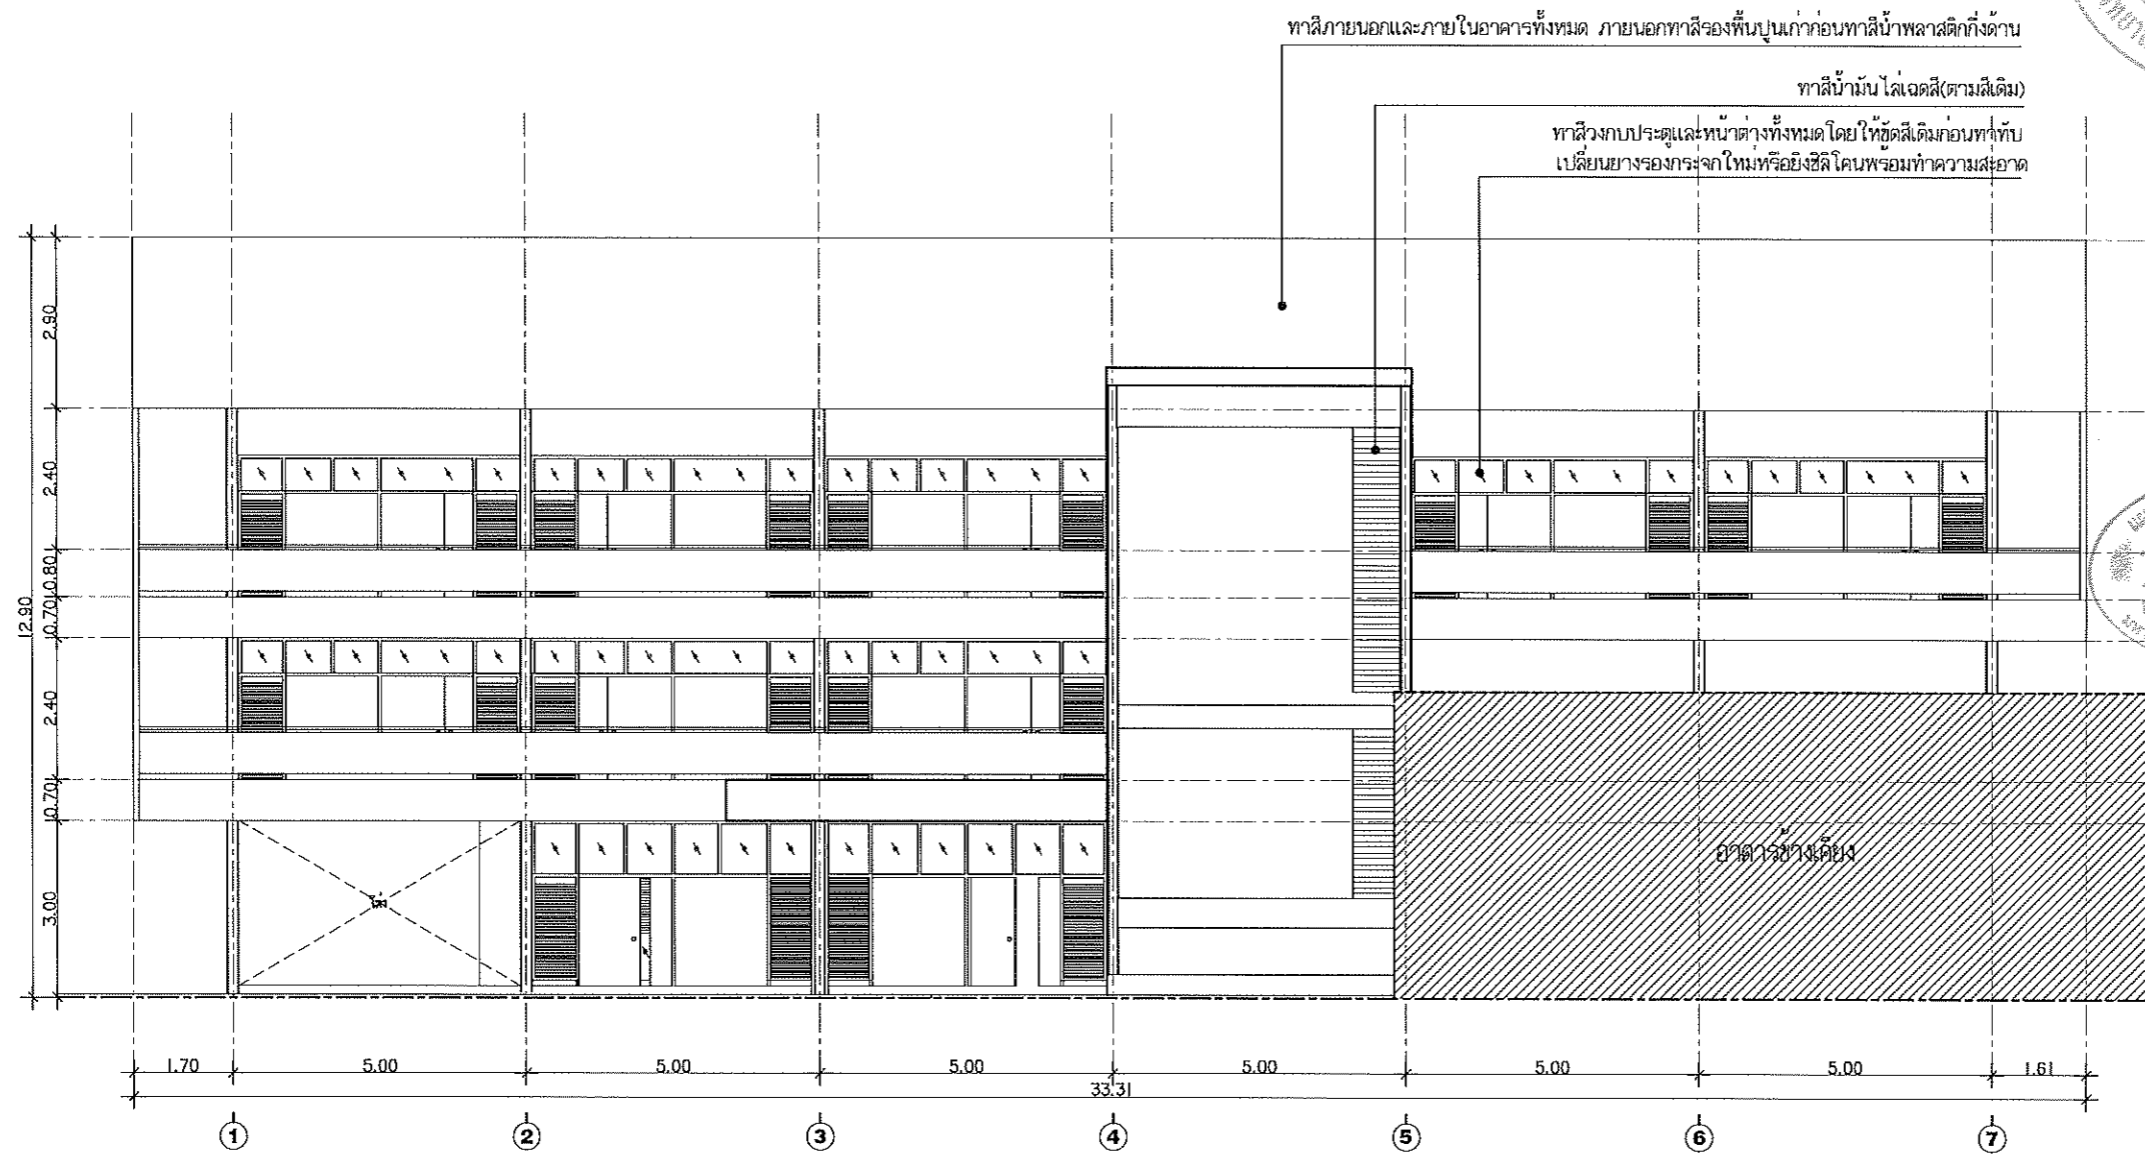 ทาสีภายนอกและภายในอาคารทั้งหมด ภายนอกทาสีรองพื้นปูนเก่าก่อนทาสีน้ำพลาสติกกึ่งด้าน
ทาสีน้ำมันไล่เฉดสี(ตามสีเดิม)
ทาสีวงกบประตูและหน้าต่างทั้งหมดโดยให้ขัดสีเดิมก่อนทาทับ
เปลี่ยนยางรองกระจกใหม่หรือยิงซิลิโคนพร้อมทำความสะอาด
2.90
2.40
0.80
0.70
12.90
2.40
0.70
3.00
อาคารข้างเคียง
1.70 5.00 5.00 5.00 5.00 5.00 5.00 1.61
33.31
1 2 3 4 5 6 7